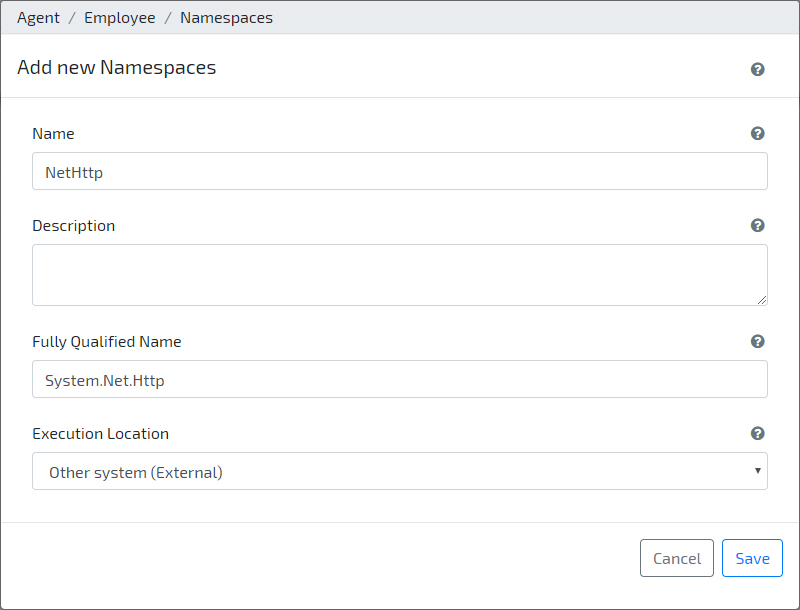 Agent / Employee / Namespaces
Add new Namespaces
Name
NetHttp
Description
Fully Qualified Name
System.Net.Http
Execution Location
Other system (External)
Cancel Save